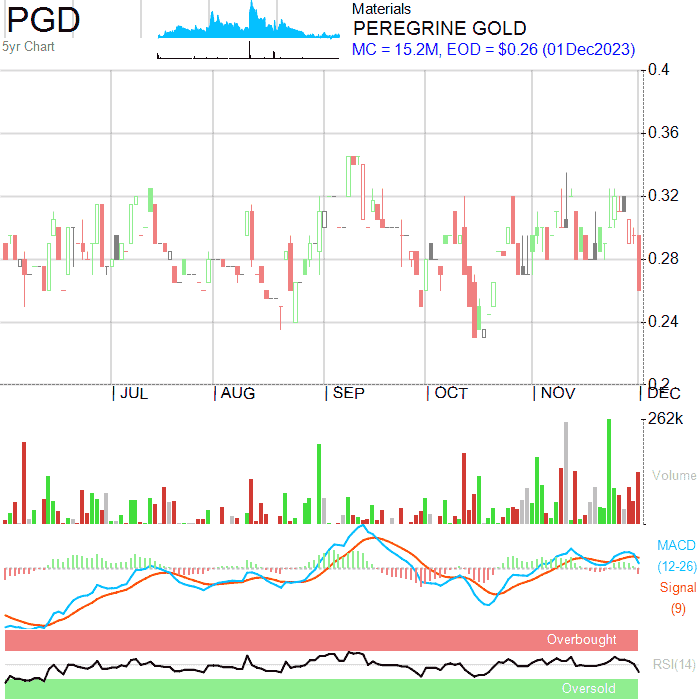 PGD
5yr Chart
Materials
PEREGRINE GOLD
MC = 15.2M, EOD = $0.26 (01Dec2023)
0.4
0.36
0.32
0.28
0.24
0.2
| JUL | AUG | SEP | OCT | NOV | DEC
262k
Volume
MACD
(12-26)
Signal
(9)
Overbought
RSI(14)
Oversold